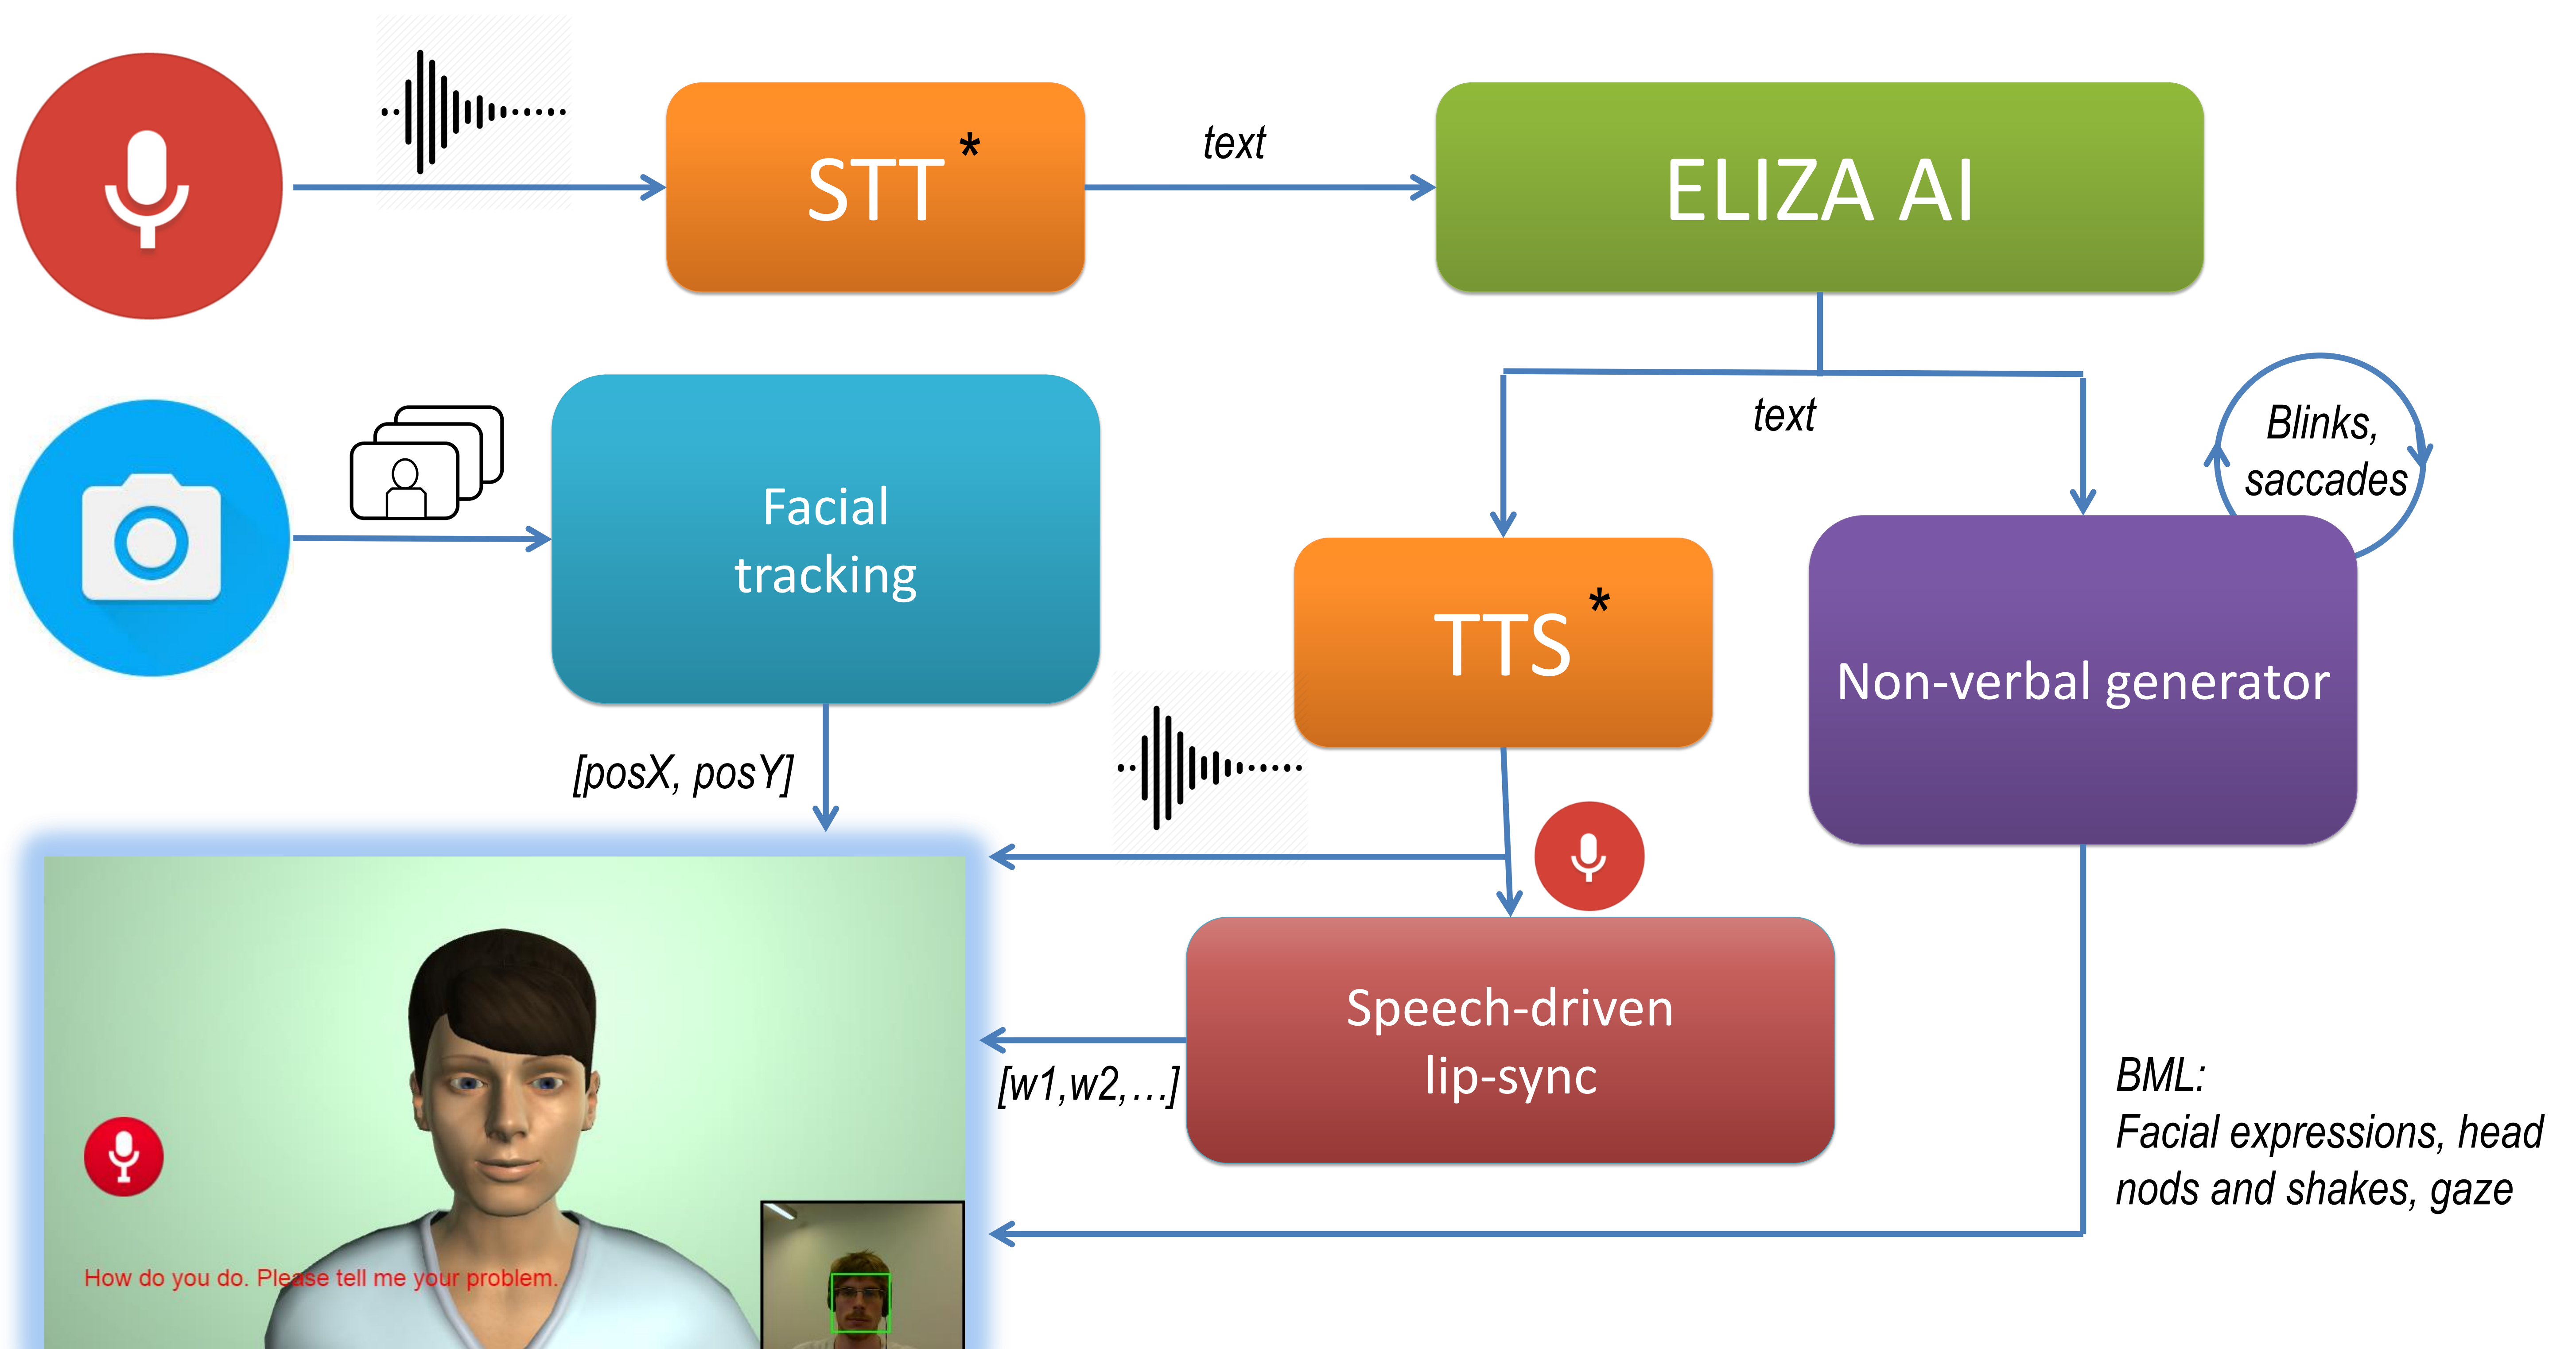 STT *
text
ELIZA AI
Facial
tracking
text
Blinks,
saccades
TTS *
Non-verbal generator
[posX, posY]
Speech-driven
lip-sync
[w1,w2,…]
BML:
Facial expressions, head
nods and shakes, gaze
How do you do. Please tell me your problem.